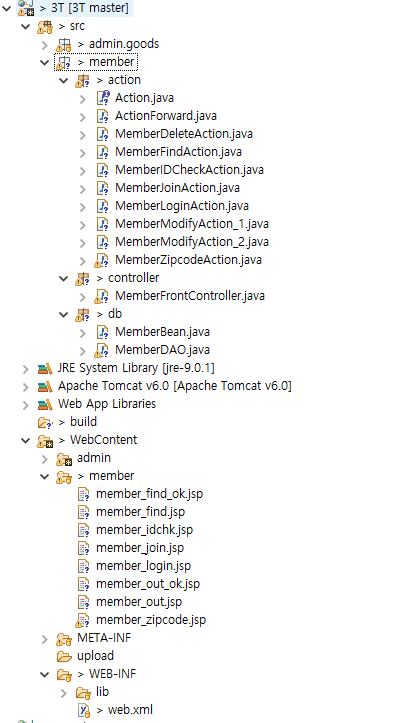 > 3T [3T master]
> src
> admin.goods
> member
> action
Action.java
ActionForward.java
MemberDeleteAction.java
MemberFindAction.java
MemberIDCheckAction.java
MemberJoinAction.java
MemberLoginAction.java
MemberModifyAction_1.java
MemberModifyAction_2.java
MemberZipcodeAction.java
> controller
MemberFrontController.java
> db
MemberBean.java
MemberDAO.java
JRE System Library [jre-9.0.1]
Apache Tomcat v6.0 [Apache Tomcat v6.0]
Web App Libraries
> build
> WebContent
admin
> member
member_find_ok.jsp
member_find.jsp
member_idchk.jsp
member_join.jsp
member_login.jsp
member_out_ok.jsp
member_out.jsp
member_zipcode.jsp
META-INF
upload
> WEB-INF
lib
> web.xml